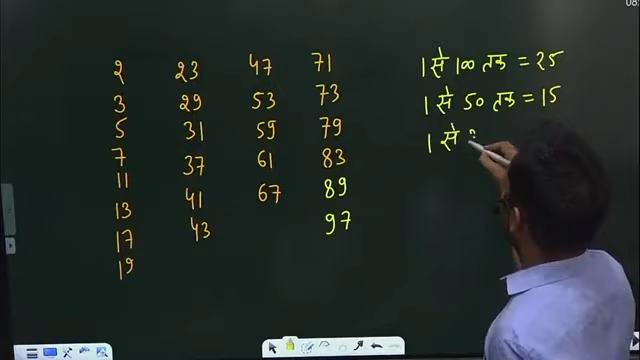 2 23 47 71
3 29 53 73
5 31 59 79
7 37 61 83
11 41 67 89
13 43 97
17
19
1 से 100 तक = 25
1 से 50 तक = 15
1 से